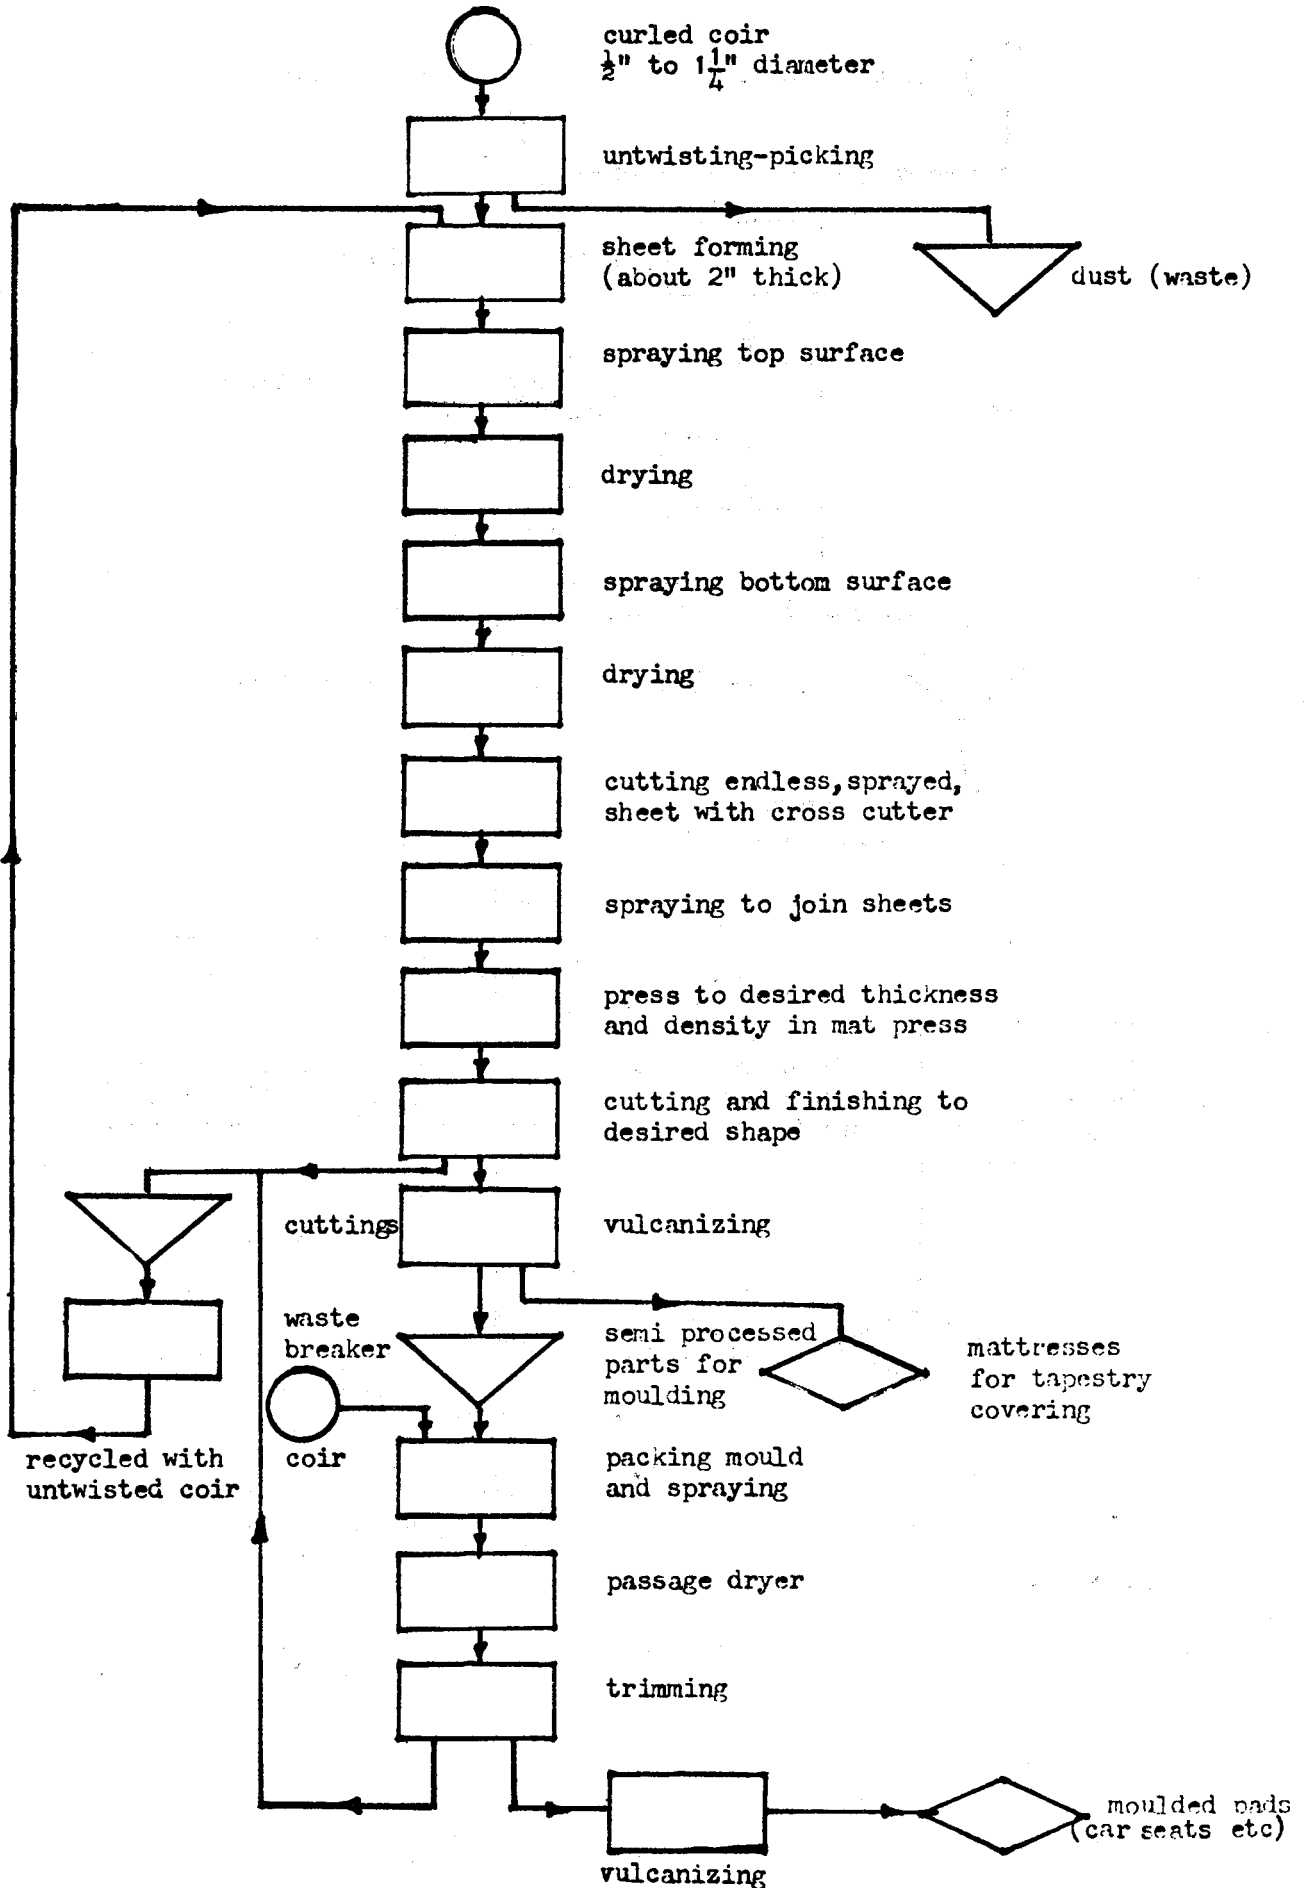 curled coir
½" to 1¼" diameter
untwisting-picking
sheet forming
(about 2" thick)
dust (waste)
spraying top surface
drying
spraying bottom surface
drying
cutting endless, sprayed,
sheet with cross cutter
spraying to join sheets
press to desired thickness
and density in mat press
cutting and finishing to
desired shape
cuttings
vulcanizing
waste
breaker
semi processed
parts for
moulding
mattresses
for tapestry
covering
recycled with
untwisted coir
coir
packing mould
and spraying
passage dryer
trimming
moulded pads
(car seats etc)
vulcanizing